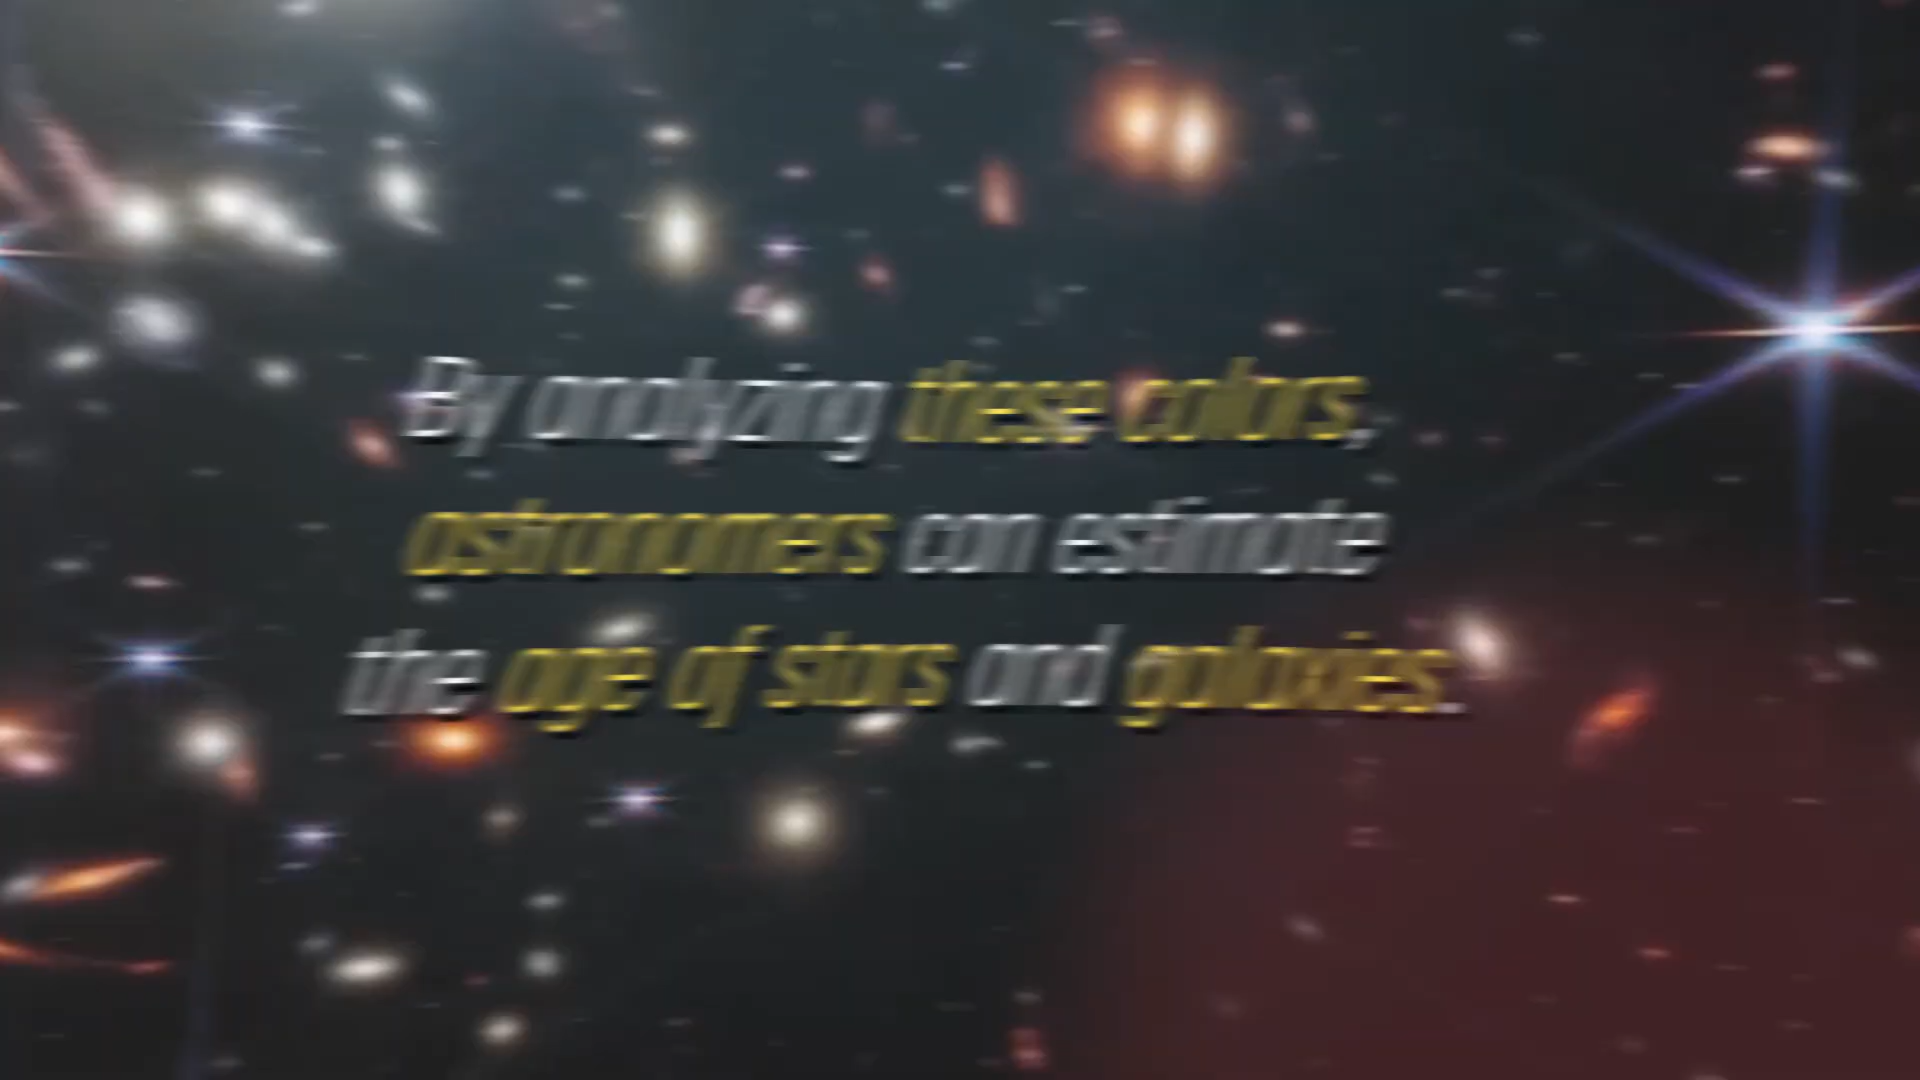 By analyzing these colors,
astronomers can estimate
the age of stars and galaxies.